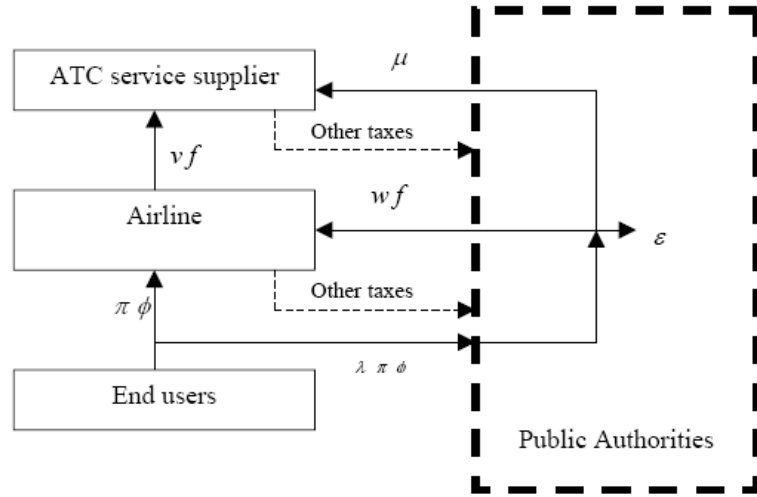 ATC service supplier
μ
Other taxes
v f
w f
Airline
ε
Other taxes
π ϕ
λ π ϕ
End users
Public Authorities